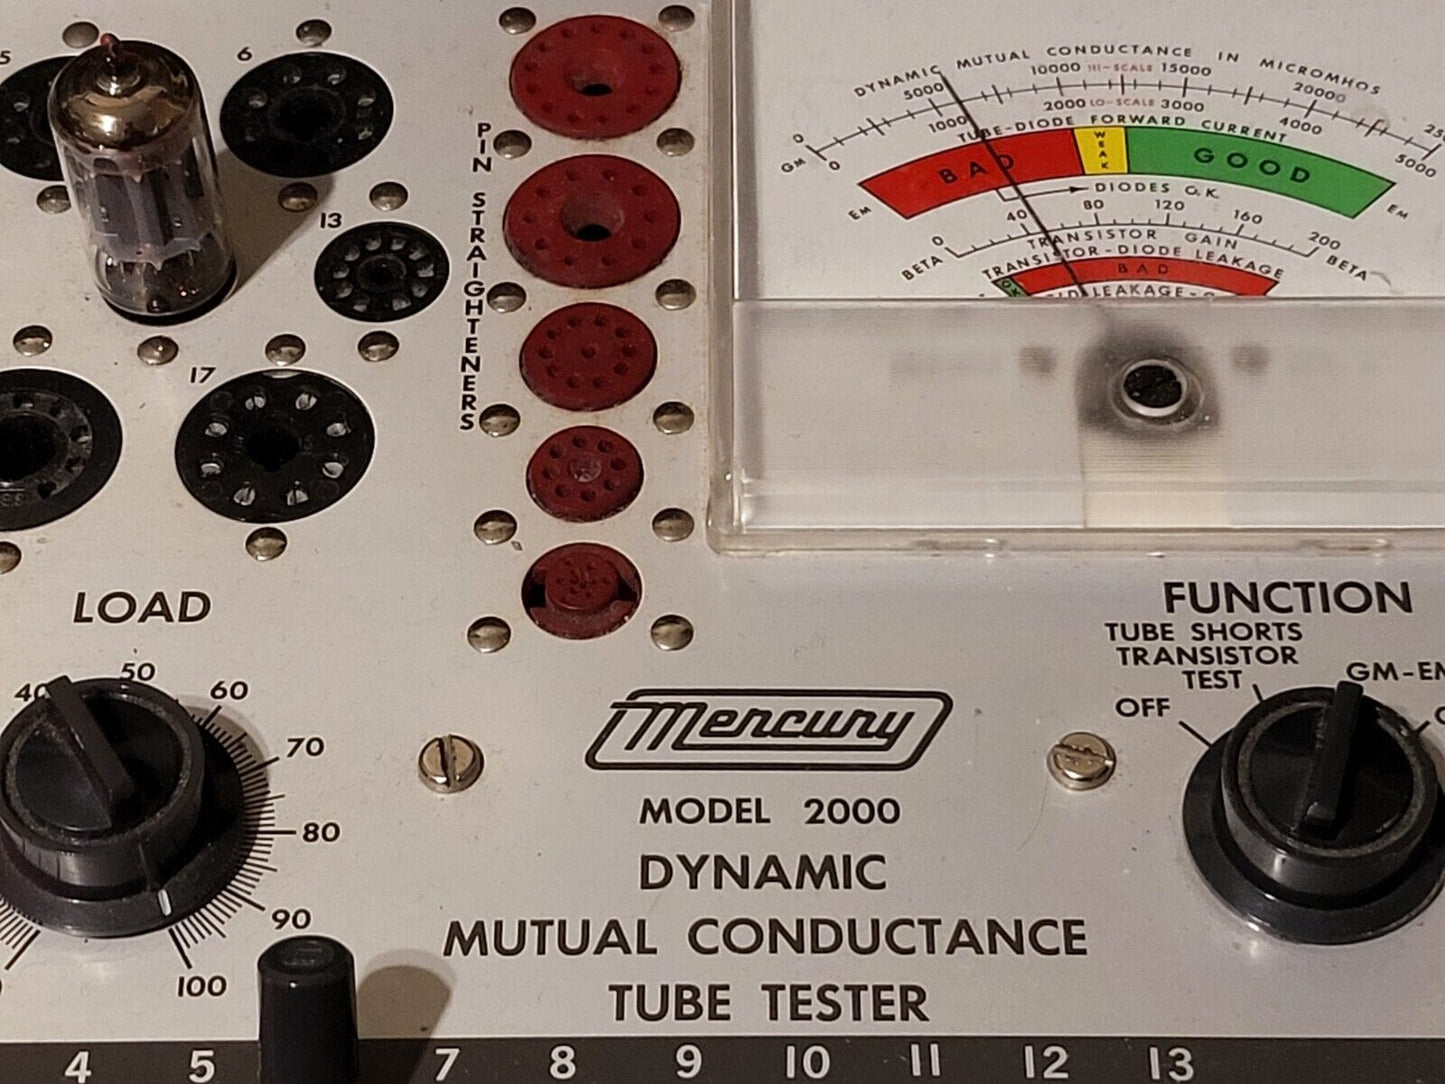 5
6
13
17
PIN STRAIGHTENERS
DYNAMIC MUTUAL CONDUCTANCE IN MICROMHOS
0 5000 10000 HI-SCALE 15000 20000
GM
0 1000 2000 LO-SCALE 3000 4000 5000
TUBE-DIODE FORWARD CURRENT
BAD WEAK GOOD
EM EM
DIODES O.K.
0 40 80 120 160 200
BETA TRANSISTOR GAIN BETA
TRANSISTOR-DIODE LEAKAGE
OK BAD
LEAKAGE
LOAD
40 50 60 70 80 90 100
FUNCTION
TUBE SHORTS
TRANSISTOR
TEST
OFF
GM-EM
Mercury
MODEL 2000
DYNAMIC
MUTUAL CONDUCTANCE
TUBE TESTER
4 5 7 8 9 10 11 12 13